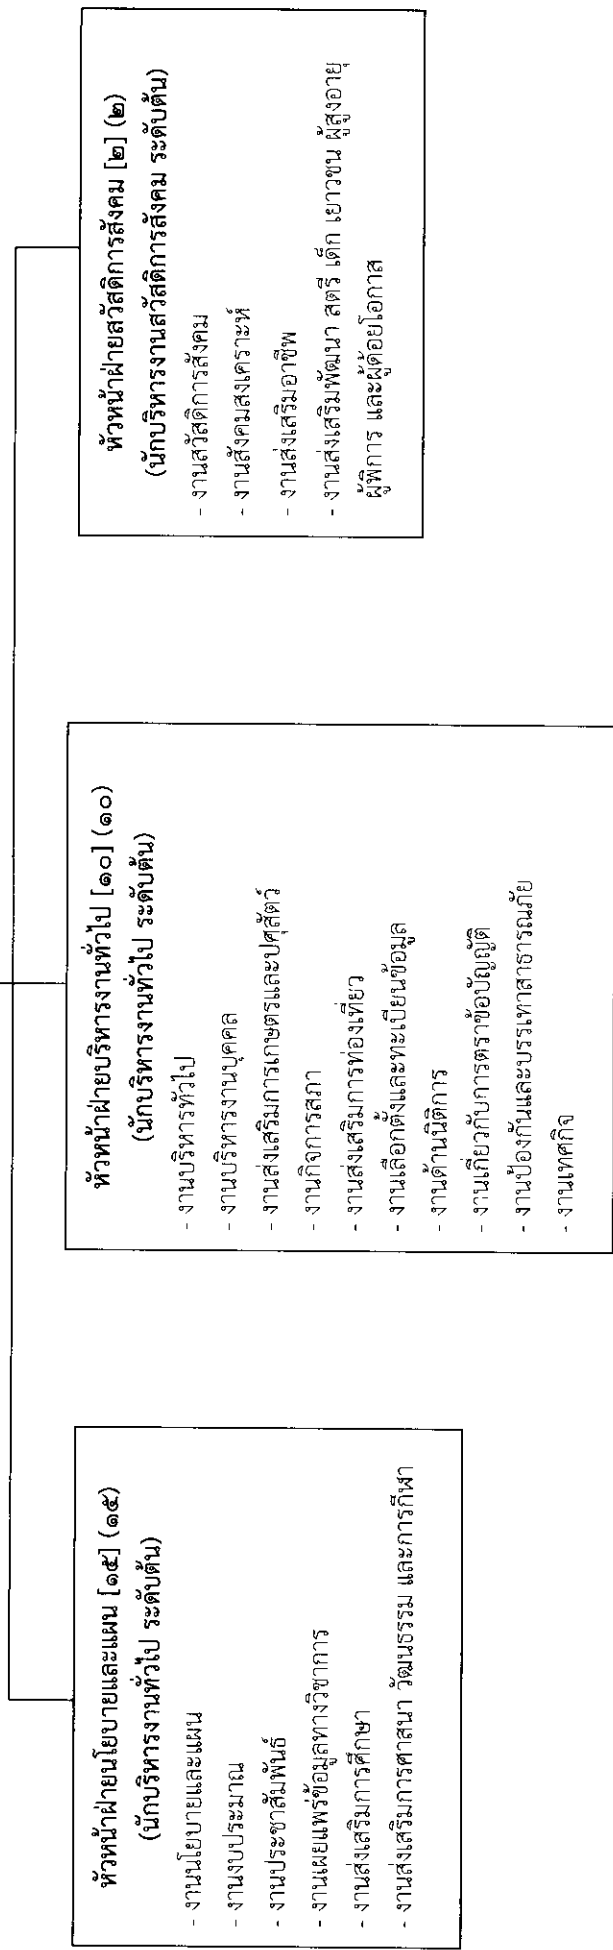 หัวหน้าฝ่ายนโยบายและแผน [๑๕] (๑๕)
(นักบริหารงานทั่วไป ระดับต้น)
- งานนโยบายและแผน
- งานงบประมาณ
- งานประชาสัมพันธ์
- งานเผยแพร่ข้อมูลทางวิชาการ
- งานส่งเสริมการศึกษา
- งานส่งเสริมการศาสนา วัฒนธรรม และการกีฬา
หัวหน้าฝ่ายบริหารงานทั่วไป [๑๐] (๑๐)
(นักบริหารงานทั่วไป ระดับต้น)
- งานบริหารทั่วไป
- งานบริหารงานบุคคล
- งานส่งเสริมการเกษตรและปศุสัตว์
- งานกิจการสภา
- งานส่งเสริมการท่องเที่ยว
- งานเลือกตั้งและทะเบียนข้อมูล
- งานด้านนิติการ
- งานเกี่ยวกับการตราข้อบัญญัติ
- งานป้องกันและบรรเทาสาธารณภัย
- งานเทศกิจ
หัวหน้าฝ่ายสวัสดิการสังคม [๒] (๒)
(นักบริหารงานสวัสดิการสังคม ระดับต้น)
- งานสวัสดิการสังคม
- งานสังคมสงเคราะห์
- งานส่งเสริมอาชีพ
- งานส่งเสริมพัฒนา สตรี เด็ก เยาวชน ผู้สูงอายุ
ผู้พิการ และผู้ด้อยโอกาส